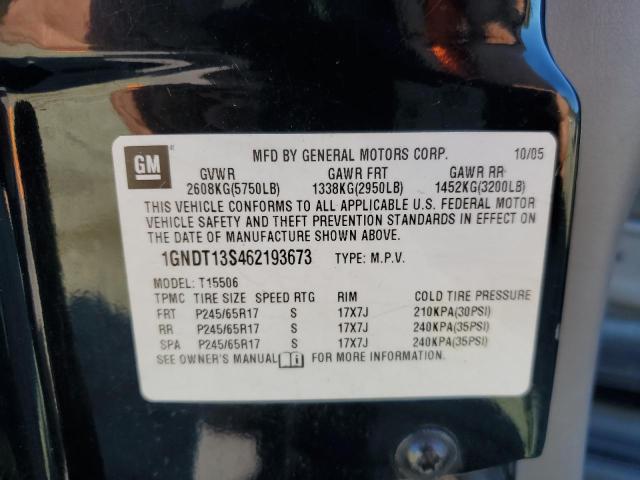 GM
MFD BY GENERAL MOTORS CORP. 10/05
GVWR GAWR FRT GAWR RR
2608KG(5750LB) 1338KG(2950LB) 1452KG(3200LB)
THIS VEHICLE CONFORMS TO ALL APPLICABLE U.S. FEDERAL MOTOR
VEHICLE SAFETY AND THEFT PREVENTION STANDARDS IN EFFECT ON
THE DATE OF MANUFACTURE SHOWN ABOVE.
1GNDT13S462193673 TYPE: M.P.V.
MODEL: T15506
TPMC TIRE SIZE SPEED RTG RIM COLD TIRE PRESSURE
FRT P245/65R17 S 17X7J 210KPA(30PSI)
RR P245/65R17 S 17X7J 240KPA(35PSI)
SPA P245/65R17 S 17X7J 240KPA(35PSI)
SEE OWNER'S MANUAL i FOR MORE INFORMATION.